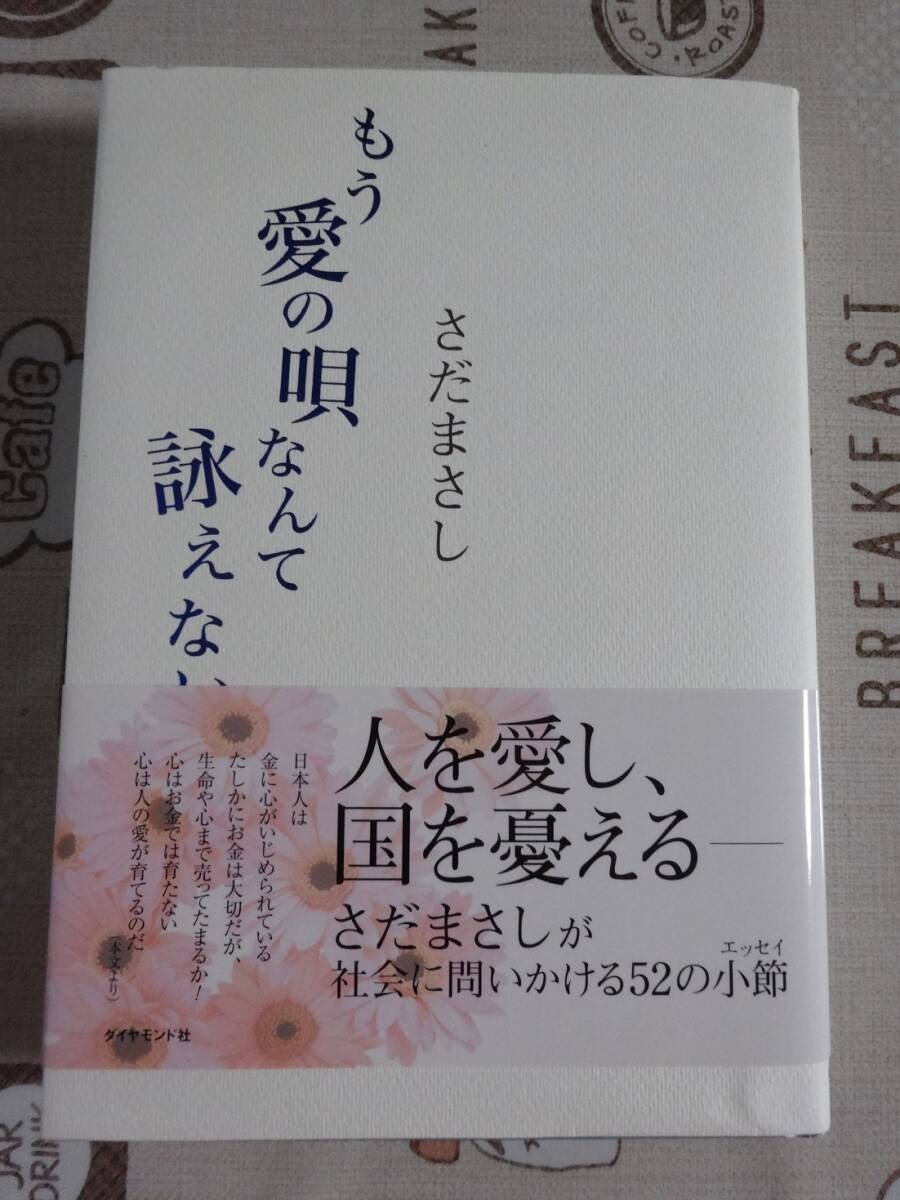 もう
愛の唄なんて
詠えない
さだまさし
人を愛し、
国を憂える――
さだまさしが
社会に問いかける52の小節
エッセイ
日本人は
金に心がいじめられている
たしかにお金は大切だが、
生命や心まで売ってたまるか!
心はお金では育たない
心は人の愛が育てるのだ
(本文より)
ダイヤモンド社
Cafe
BREAKFAST
AK
COFF
ROAST
JAR
DRINK